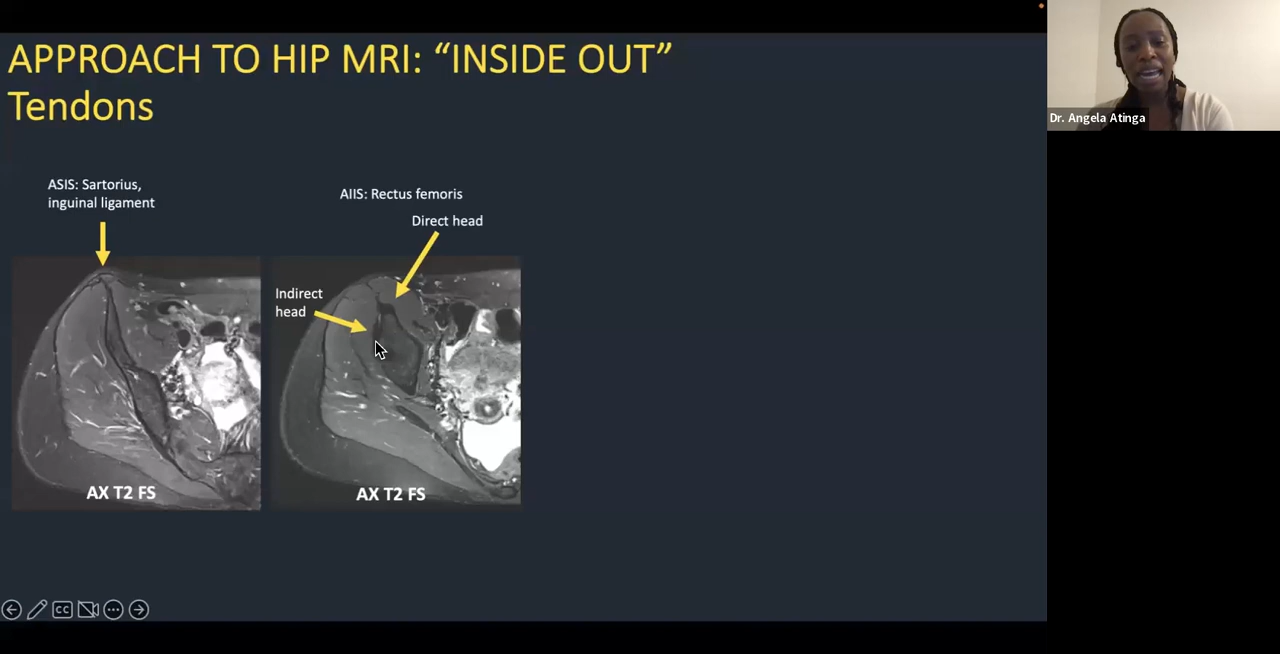 APPROACH TO HIP MRI: “INSIDE OUT”
Tendons
Dr. Angela Atinga
ASIS: Sartorius,
inguinal ligament
AIIS: Rectus femoris
Direct head
Indirect
head
AX T2 FS
AX T2 FS
CC